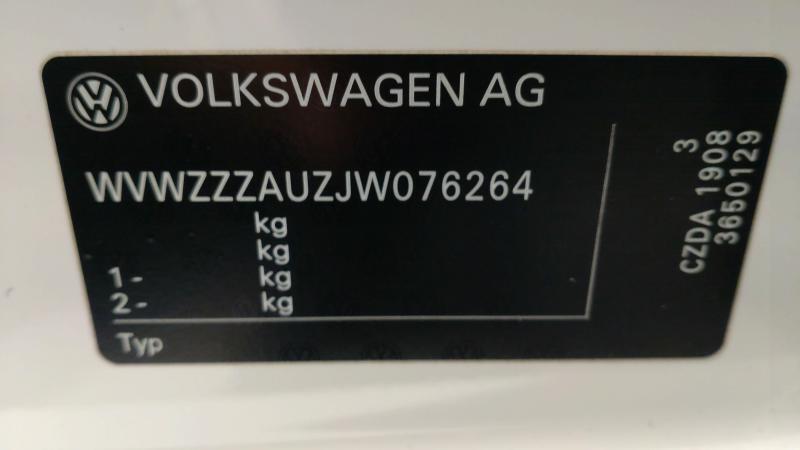 VOLKSWAGEN AG
WVWZZZAUZJW076264
kg
kg
1- kg
2- kg
Typ
3
CZDA 1908
3650129